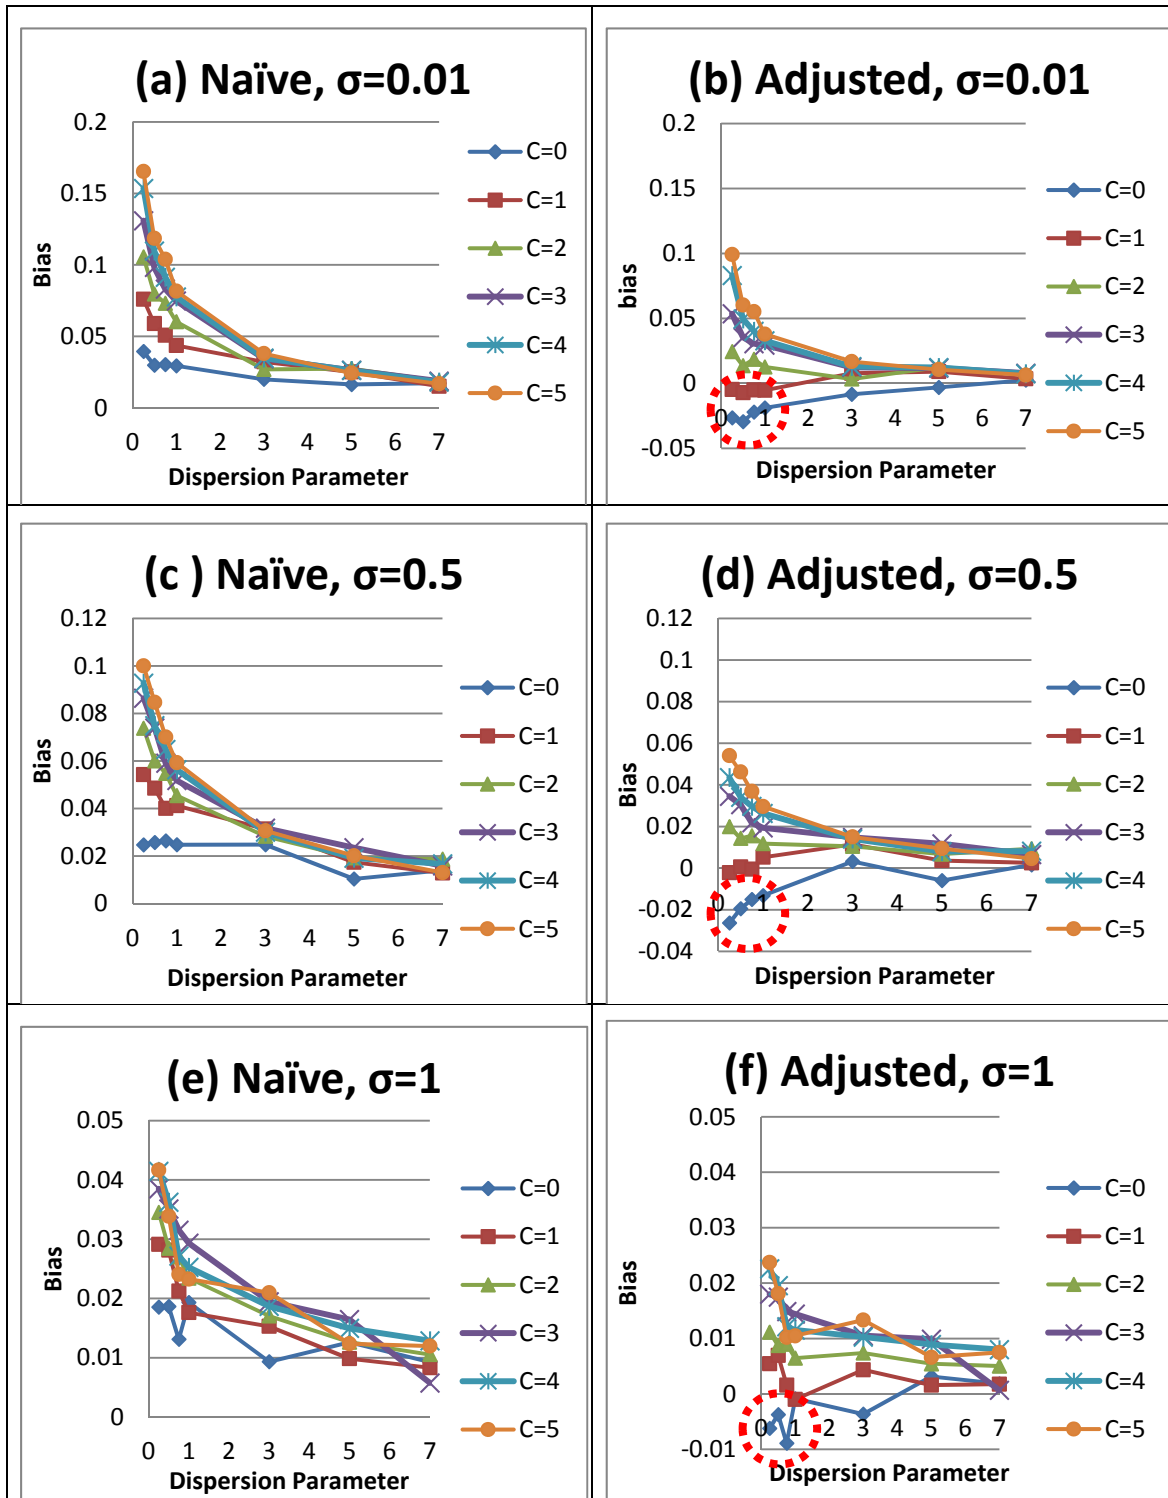 (a) Naïve, σ=0.01
Bias
0.2
0.15
0.1
0.05
0
0 1 2 3 4 5 6 7
Dispersion Parameter
C=0
C=1
C=2
C=3
C=4
C=5
(b) Adjusted, σ=0.01
bias
0.2
0.15
0.1
0.05
0
-0.05
0 1 2 3 4 5 6 7
Dispersion Parameter
C=0
C=1
C=2
C=3
C=4
C=5
(c ) Naïve, σ=0.5
Bias
0.12
0.1
0.08
0.06
0.04
0.02
0
0 1 2 3 4 5 6 7
Dispersion Parameter
C=0
C=1
C=2
C=3
C=4
C=5
(d) Adjusted, σ=0.5
Bias
0.12
0.1
0.08
0.06
0.04
0.02
0
-0.02
-0.04
0 1 2 3 4 5 6 7
Dispersion Parameter
C=0
C=1
C=2
C=3
C=4
C=5
(e) Naïve, σ=1
Bias
0.05
0.04
0.03
0.02
0.01
0
0 1 2 3 4 5 6 7
Dispersion Parameter
C=0
C=1
C=2
C=3
C=4
C=5
(f) Adjusted, σ=1
Bias
0.05
0.04
0.03
0.02
0.01
0
-0.01
0 1 2 3 4 5 6 7
Dispersion Parameter
C=0
C=1
C=2
C=3
C=4
C=5